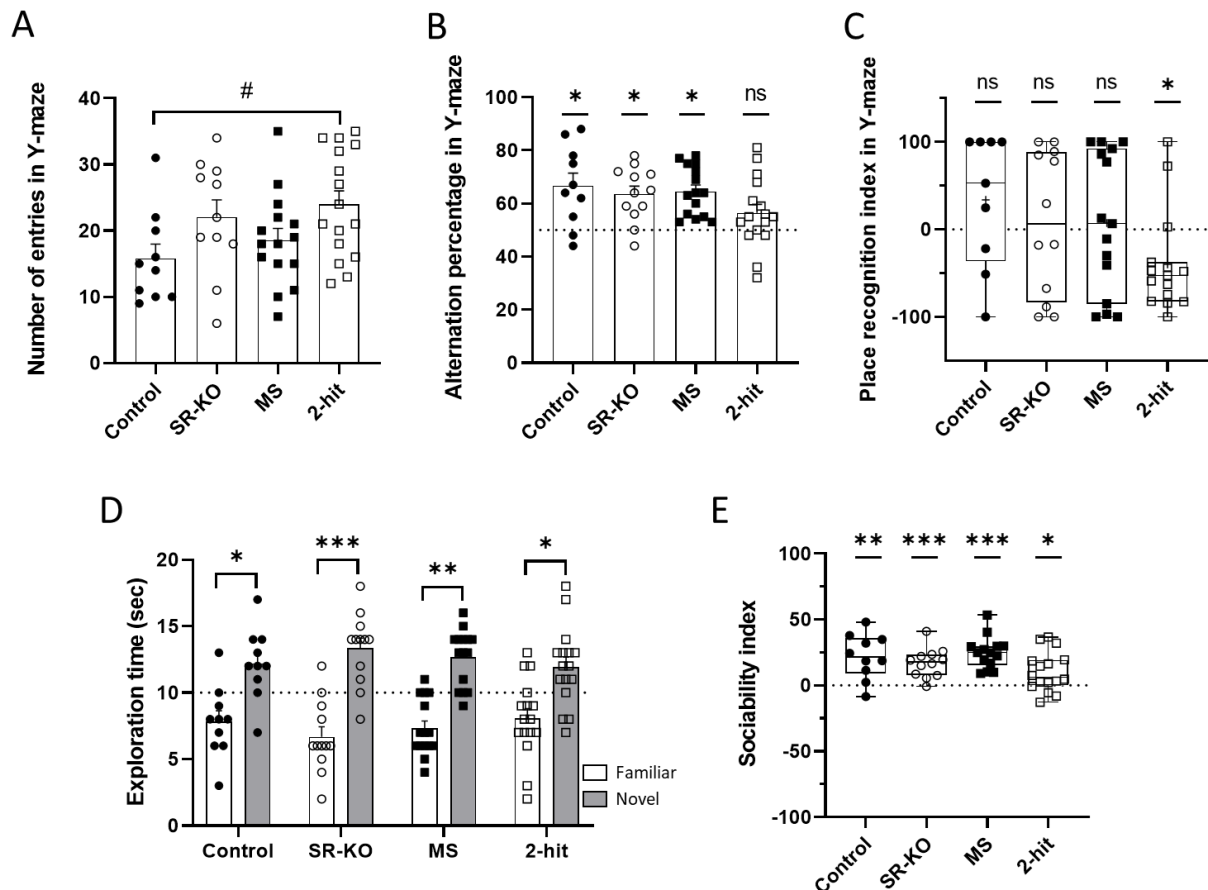 A
Number of entries in Y-maze
#
40
30
20
10
0
Control
SR-KO
MS
2-hit
B
Alternation percentage in Y-maze
* * * ns
100
80
60
40
20
0
Control
SR-KO
MS
2-hit
C
Place recognition index in Y-maze
ns ns ns *
100
0
-100
Control
SR-KO
MS
2-hit
D
Exploration time (sec)
* *** ** *
20
15
10
5
0
Control SR-KO MS 2-hit
Familiar
Novel
E
Sociability index
** *** *** *
100
50
0
-50
-100
Control
SR-KO
MS
2-hit